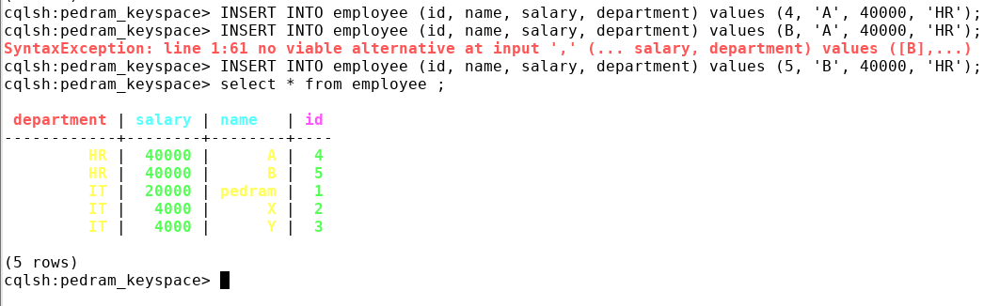 cqlsh:pedram_keyspace> INSERT INTO employee (id, name, salary, department) values (4, 'A', 40000, 'HR');
cqlsh:pedram_keyspace> INSERT INTO employee (id, name, salary, department) values (B, 'A', 40000, 'HR');
SyntaxException: line 1:61 no viable alternative at input ',' (... salary, department) values ([B],...)
cqlsh:pedram_keyspace> INSERT INTO employee (id, name, salary, department) values (5, 'B', 40000, 'HR');
cqlsh:pedram_keyspace> select * from employee ;
department | salary | name | id
------------+--------+--------+----
HR | 40000 | A | 4
HR | 40000 | B | 5
IT | 20000 | pedram | 1
IT | 4000 | X | 2
IT | 4000 | Y | 3
(5 rows)
cqlsh:pedram_keyspace>